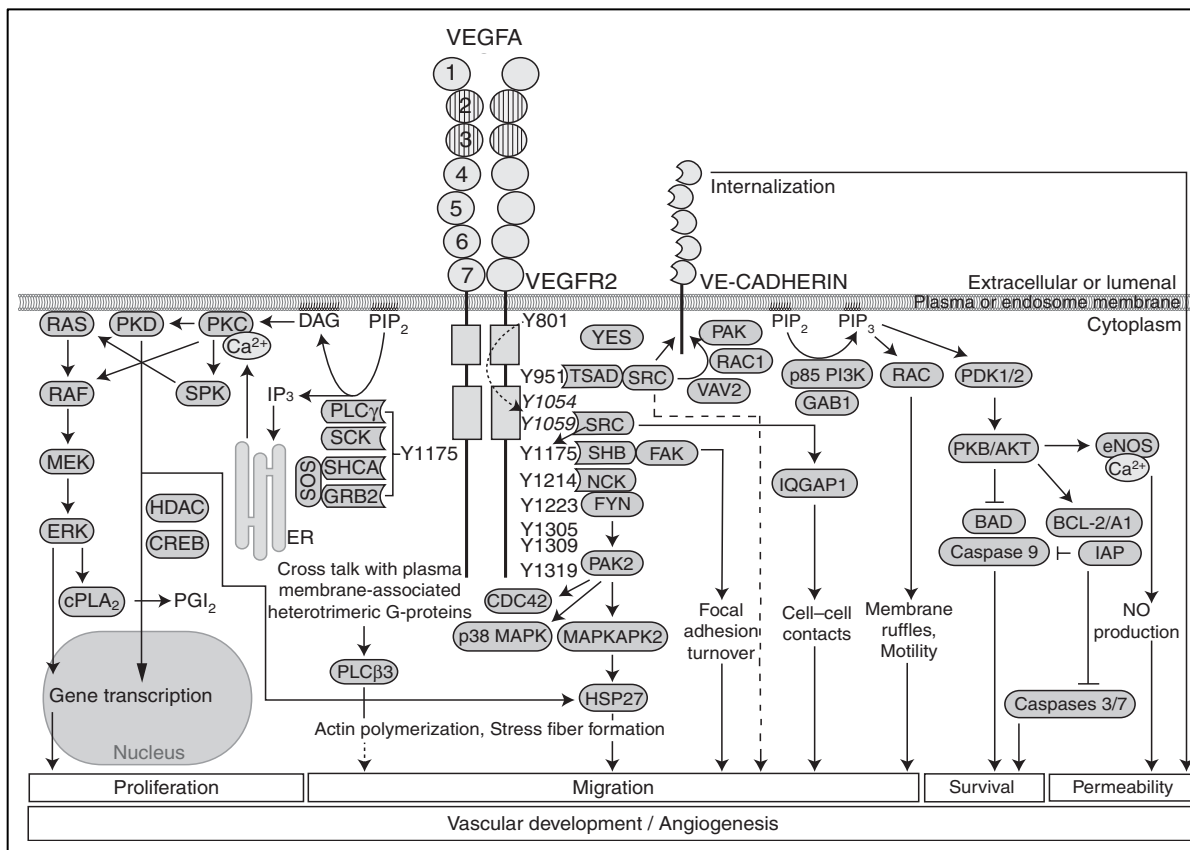 VEGFA
1
2
3
4
5
6
7
VEGFR2
VE-CADHERIN
Internalization
Extracellular or lumenal
Plasma or endosome membrane
Cytoplasm
RAS
PKD
PKC
Ca2+
DAG
PIP2
RAF
SPK
IP3
MEK
ERK
cPLA2
PGI2
HDAC
CREB
ER
PLCγ
SCK
SOS
SHCA
GRB2
Y1175
Cross talk with plasma
membrane-associated
heterotrimeric G-proteins
PLCβ3
Gene transcription
Nucleus
Y801
YES
Y951
TSAD
SRC
Y1054
Y1059
SRC
Y1175
SHB
FAK
Y1214
NCK
Y1223
FYN
Y1305
Y1309
Y1319
PAK2
CDC42
p38 MAPK
MAPKAPK2
HSP27
Actin polymerization, Stress fiber formation
PAK
RAC1
VAV2
PIP2
PIP3
p85 PI3K
GAB1
RAC
PDK1/2
IQGAP1
PKB/AKT
eNOS
Ca2+
BAD
Caspase 9
BCL-2/A1
IAP
Focal
adhesion
turnover
Cell–cell
contacts
Membrane
ruffles,
Motility
NO
production
Caspases 3/7
Proliferation
Migration
Survival
Permeability
Vascular development / Angiogenesis